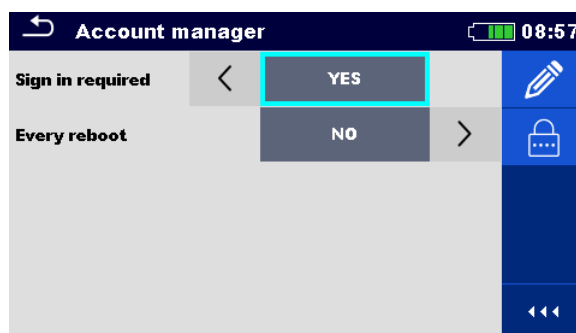 Account manager 08:57
Sign in required YES
Every reboot NO